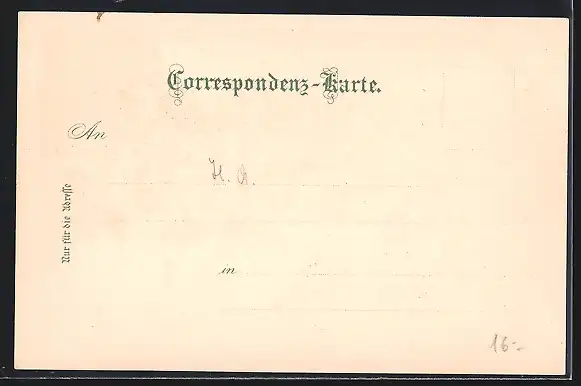 Correspondenz-Karte.
An
Nur für die Adresse
in
16.-